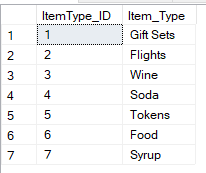 ItemType_ID Item_Type
1 1 Gift Sets
2 2 Flights
3 3 Wine
4 4 Soda
5 5 Tokens
6 6 Food
7 7 Syrup